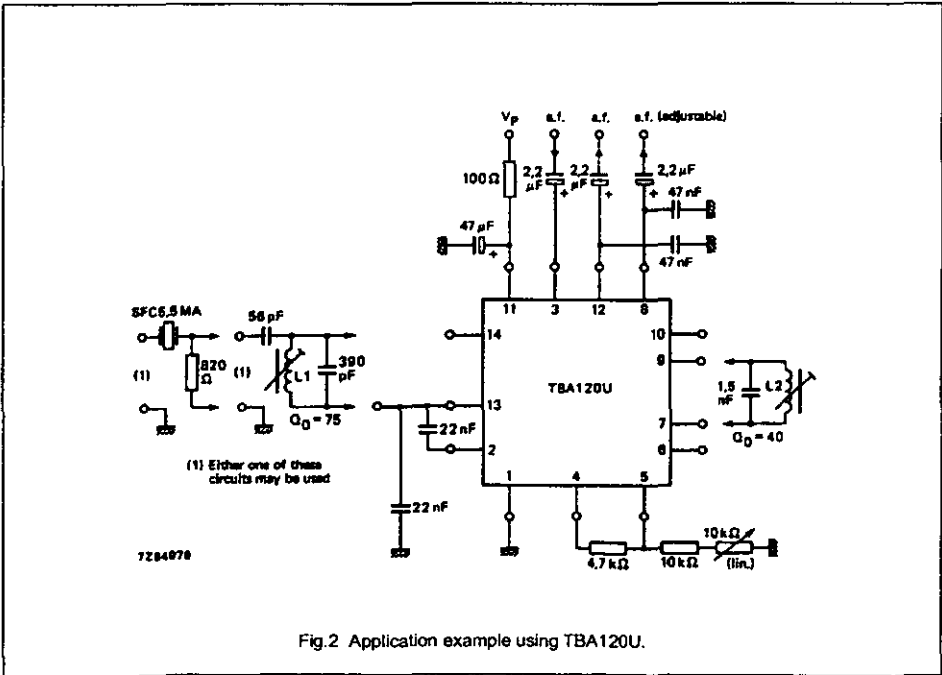 Vp a.f. a.f. a.f. (adjustable)
100Ω
2,2 µF
2,2 µF
2,2 µF
47 nF
47 µF
47 nF
+
+
+
+
11 3 12 8
SFC5,5MA
56 pF
14
10
9
(1)
820 Ω
(1)
L1
390 pF
TBA120U
1,5 nF
L2
13
7
Q0 = 75
22 nF
Q0 = 40
2
6
(1) Either one of these
circuits may be used
1 4 5
22 nF
10 kΩ
7Z84979
4,7 kΩ
10 kΩ
(lin.)
Fig.2 Application example using TBA120U.